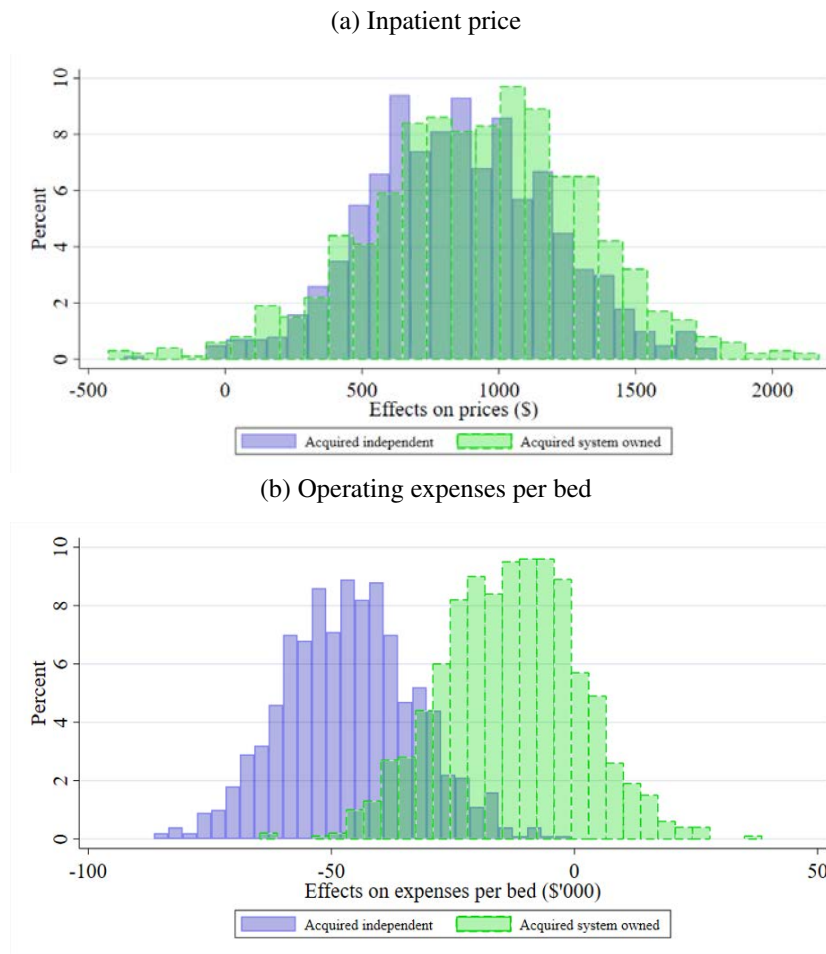 (a) Inpatient price
10
8
6
4
2
0
Percent
-500 0 500 1000 1500 2000
Effects on prices ($)
Acquired independent Acquired system owned
(b) Operating expenses per bed
10
8
6
4
2
0
Percent
-100 -50 0 50
Effects on expenses per bed ($'000)
Acquired independent Acquired system owned